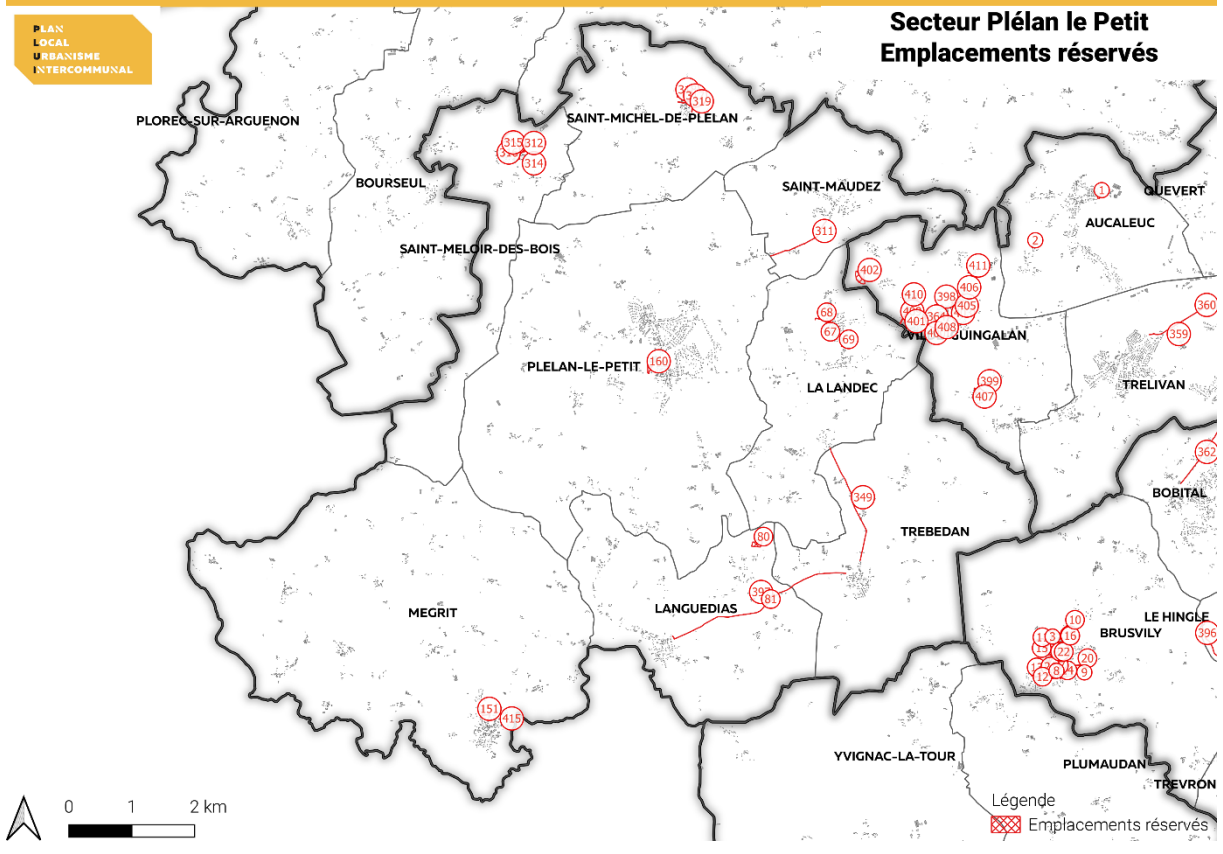 PLAN
LOCAL
URBANISME
INTERCOMMUNAL
Secteur Plélan le Petit
Emplacements réservés
PLOREC-SUR-ARGUENON
BOURSEUL
SAINT-MELOIR-DES-BOIS
315
312
314
SAINT-MICHEL-DE-PLELAN
319
SAINT-MAUDEZ
311
QUEVERT
AUCALEUC
1
2
402
411
406
410
398
405
401
408
GUINGALAN
399
407
360
359
TRELIVAN
68
67
69
LA LANDEC
PLELAN-LE-PETIT
160
362
BOBITAL
349
TREBEDAN
80
81
LANGUEDIAS
MEGRIT
151
415
LE HINGLE
396
BRUSVILY
10
3
16
22
20
8
9
12
YVIGNAC-LA-TOUR
PLUMAUDAN
TREVRON
0 1 2 km
Légende
Emplacements réservés